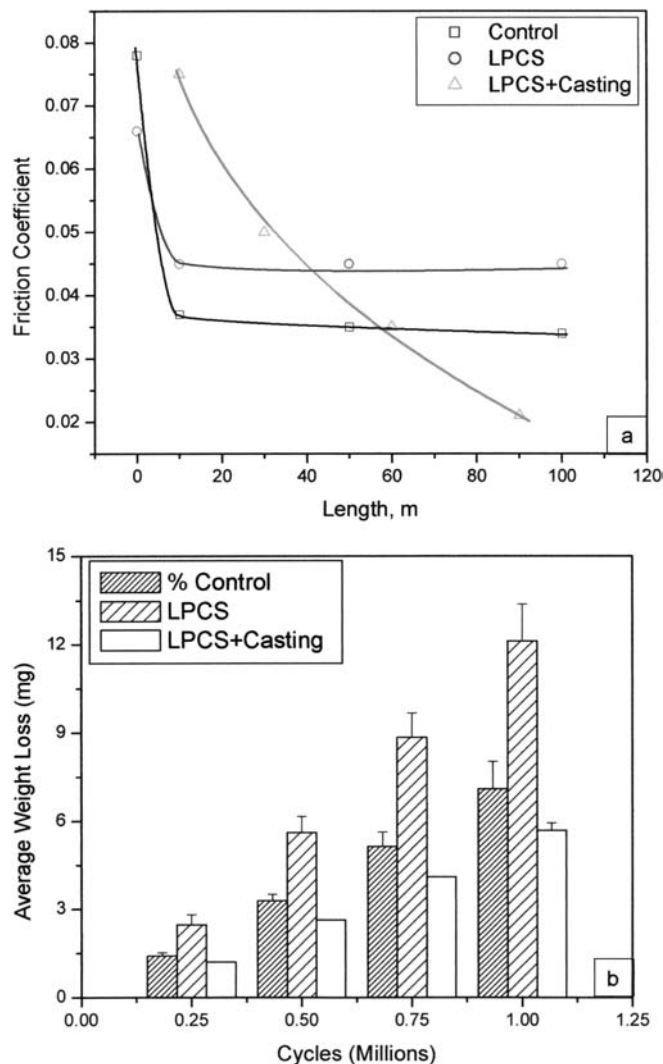 0.08
0.07
0.06
0.05
0.04
0.03
0.02
Friction Coefficient
Control
LPCS
LPCS+Casting
a
0 20 40 60 80 100 120
Length, m
15
12
9
6
3
0
Average Weight Loss (mg)
% Control
LPCS
LPCS+Casting
b
0.00 0.25 0.50 0.75 1.00 1.25
Cycles (Millions)